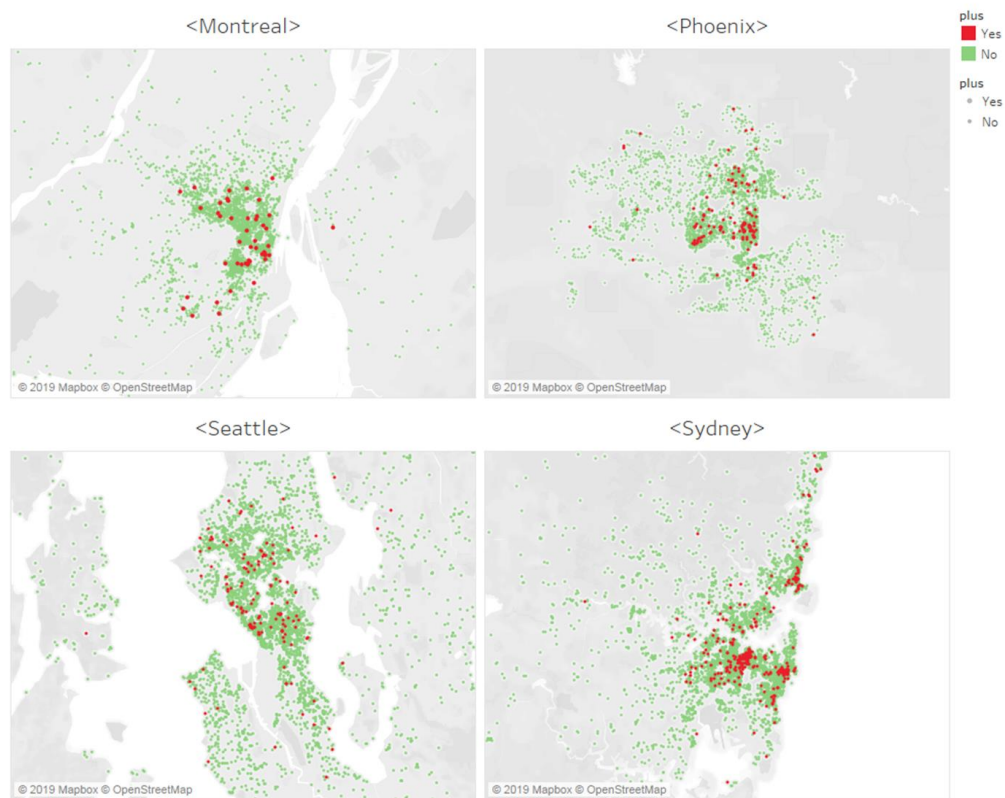 <Montreal>
<Phoenix>
plus
Yes
No
plus
Yes
No
© 2019 Mapbox © OpenStreetMap
© 2019 Mapbox © OpenStreetMap
<Seattle>
<Sydney>
© 2019 Mapbox © OpenStreetMap
© 2019 Mapbox © OpenStreetMap